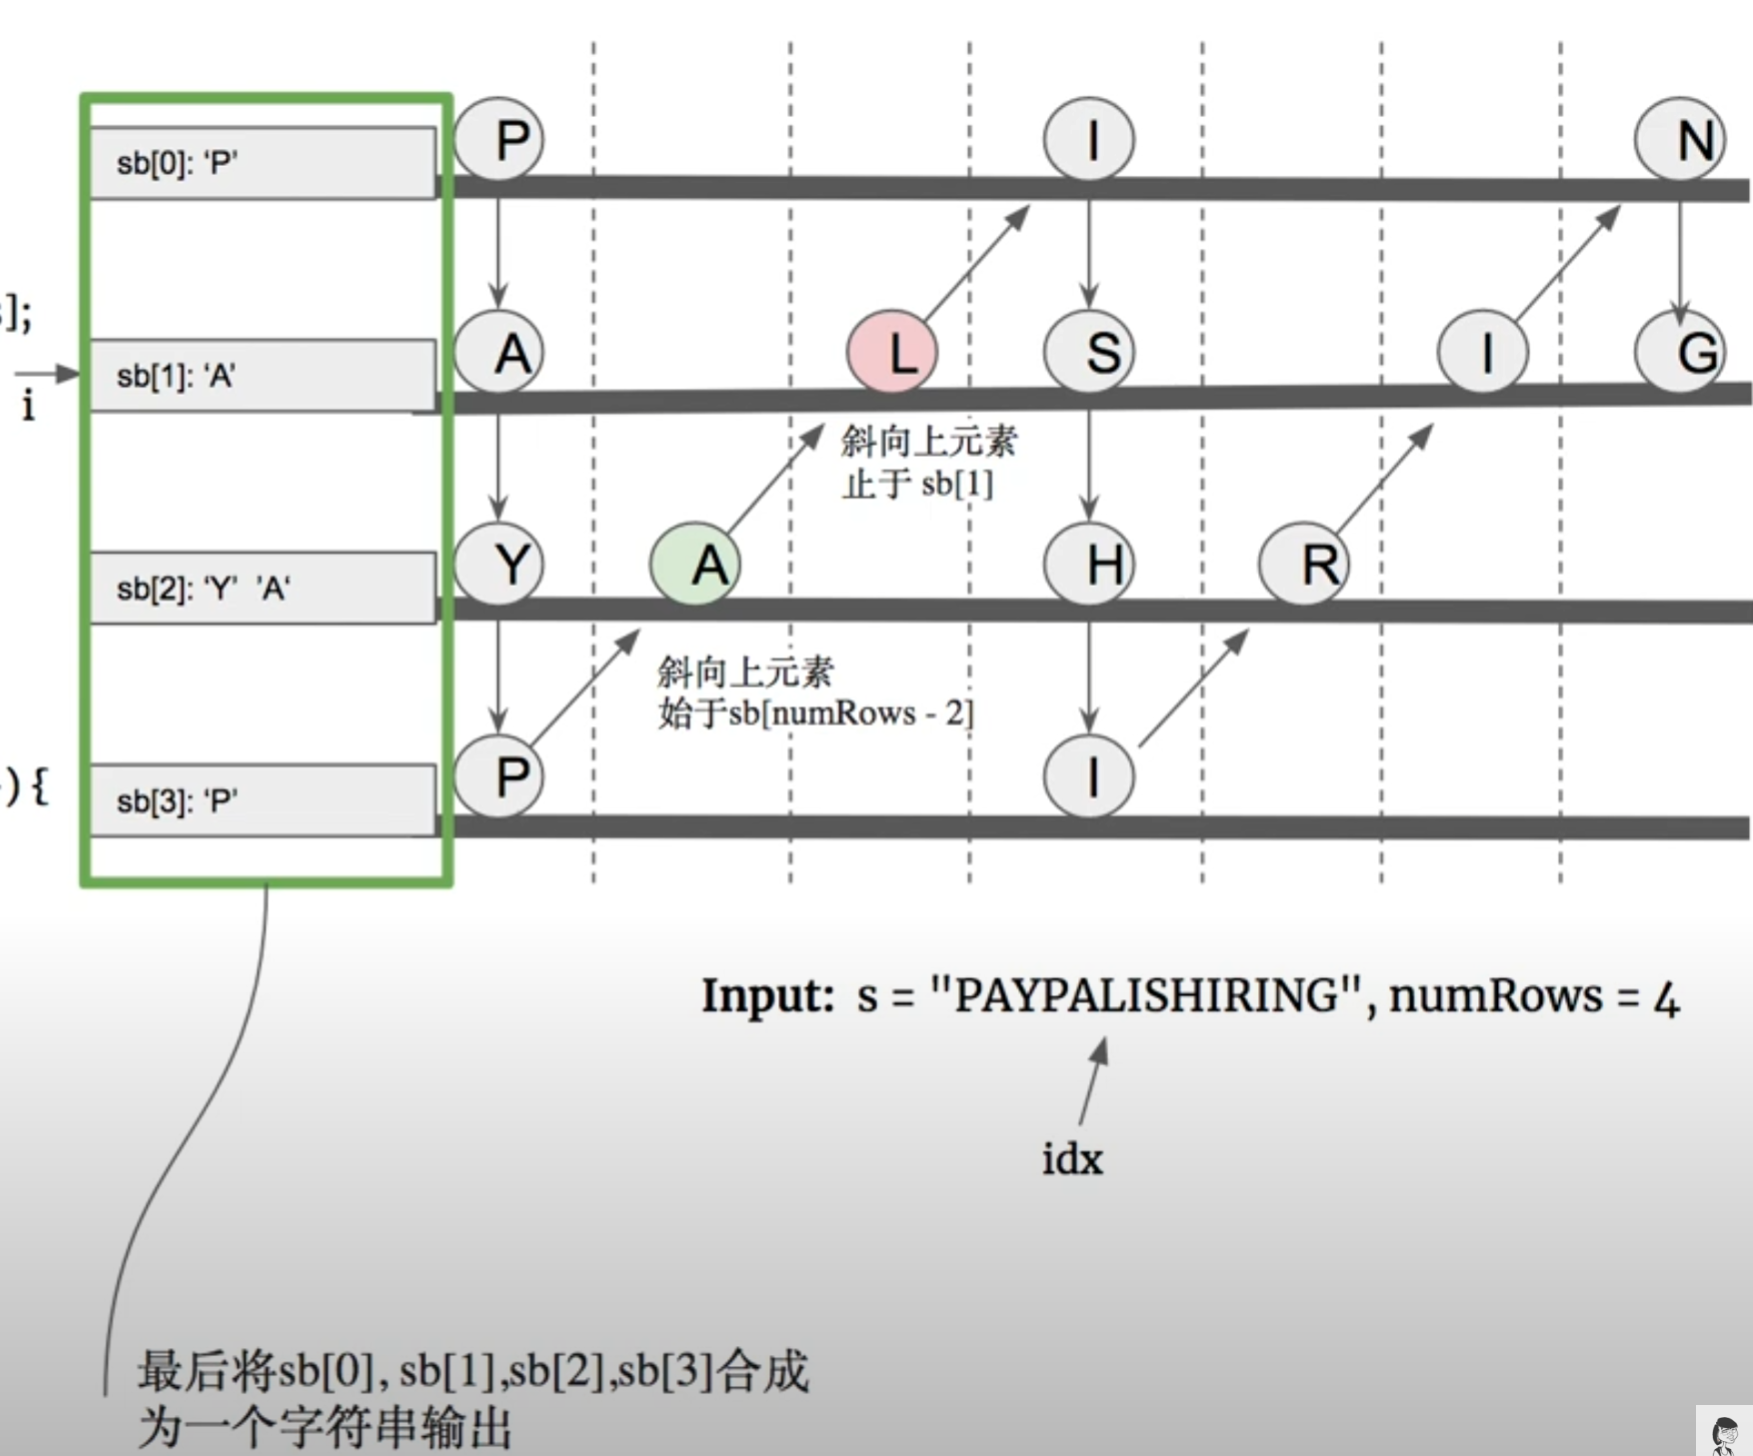 P
I
N
sb[0]: ‘P’
];
A
L
S
I
G
sb[1]: ‘A’
i
斜向上元素
止于 sb[1]
Y
A
H
R
sb[2]: ‘Y’ ’A‘
斜向上元素
始于sb[numRows - 2]
P
I
){
sb[3]: ‘P’
Input: s = "PAYPALISHIRING", numRows = 4
idx
最后将sb[0], sb[1],sb[2],sb[3]合成
为一个字符串输出